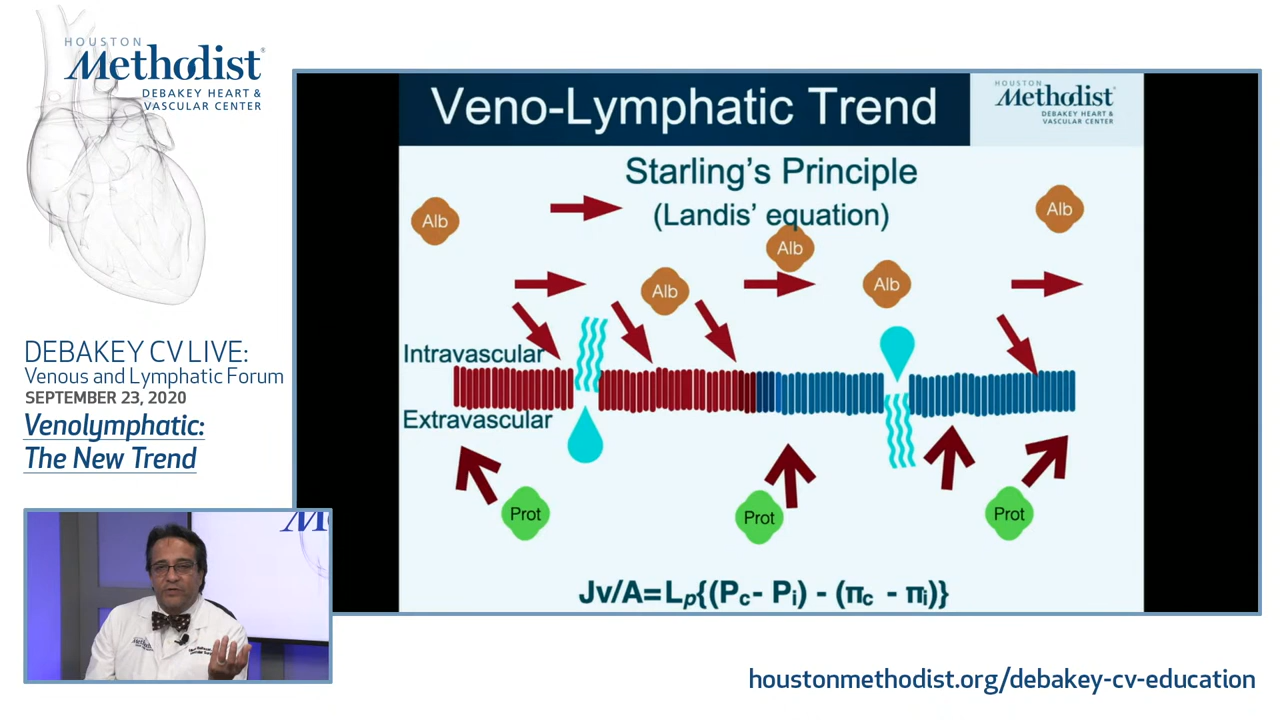 HOUSTON
Methodist®
DEBAKEY HEART &
VASCULAR CENTER
DEBAKEY CV LIVE:
Venous and Lymphatic Forum
SEPTEMBER 23, 2020
Venolymphatic:
The New Trend
Veno-Lymphatic Trend
HOUSTON
Methodist®
DEBAKEY HEART &
VASCULAR CENTER
Starling's Principle
(Landis' equation)
Alb
Alb
Alb
Alb
Alb
Intravascular
Extravascular
Prot
Prot
Prot
Jv/A=Lp{(Pc- Pi) - (πc - πi)}
houstonmethodist.org/debakey-cv-education